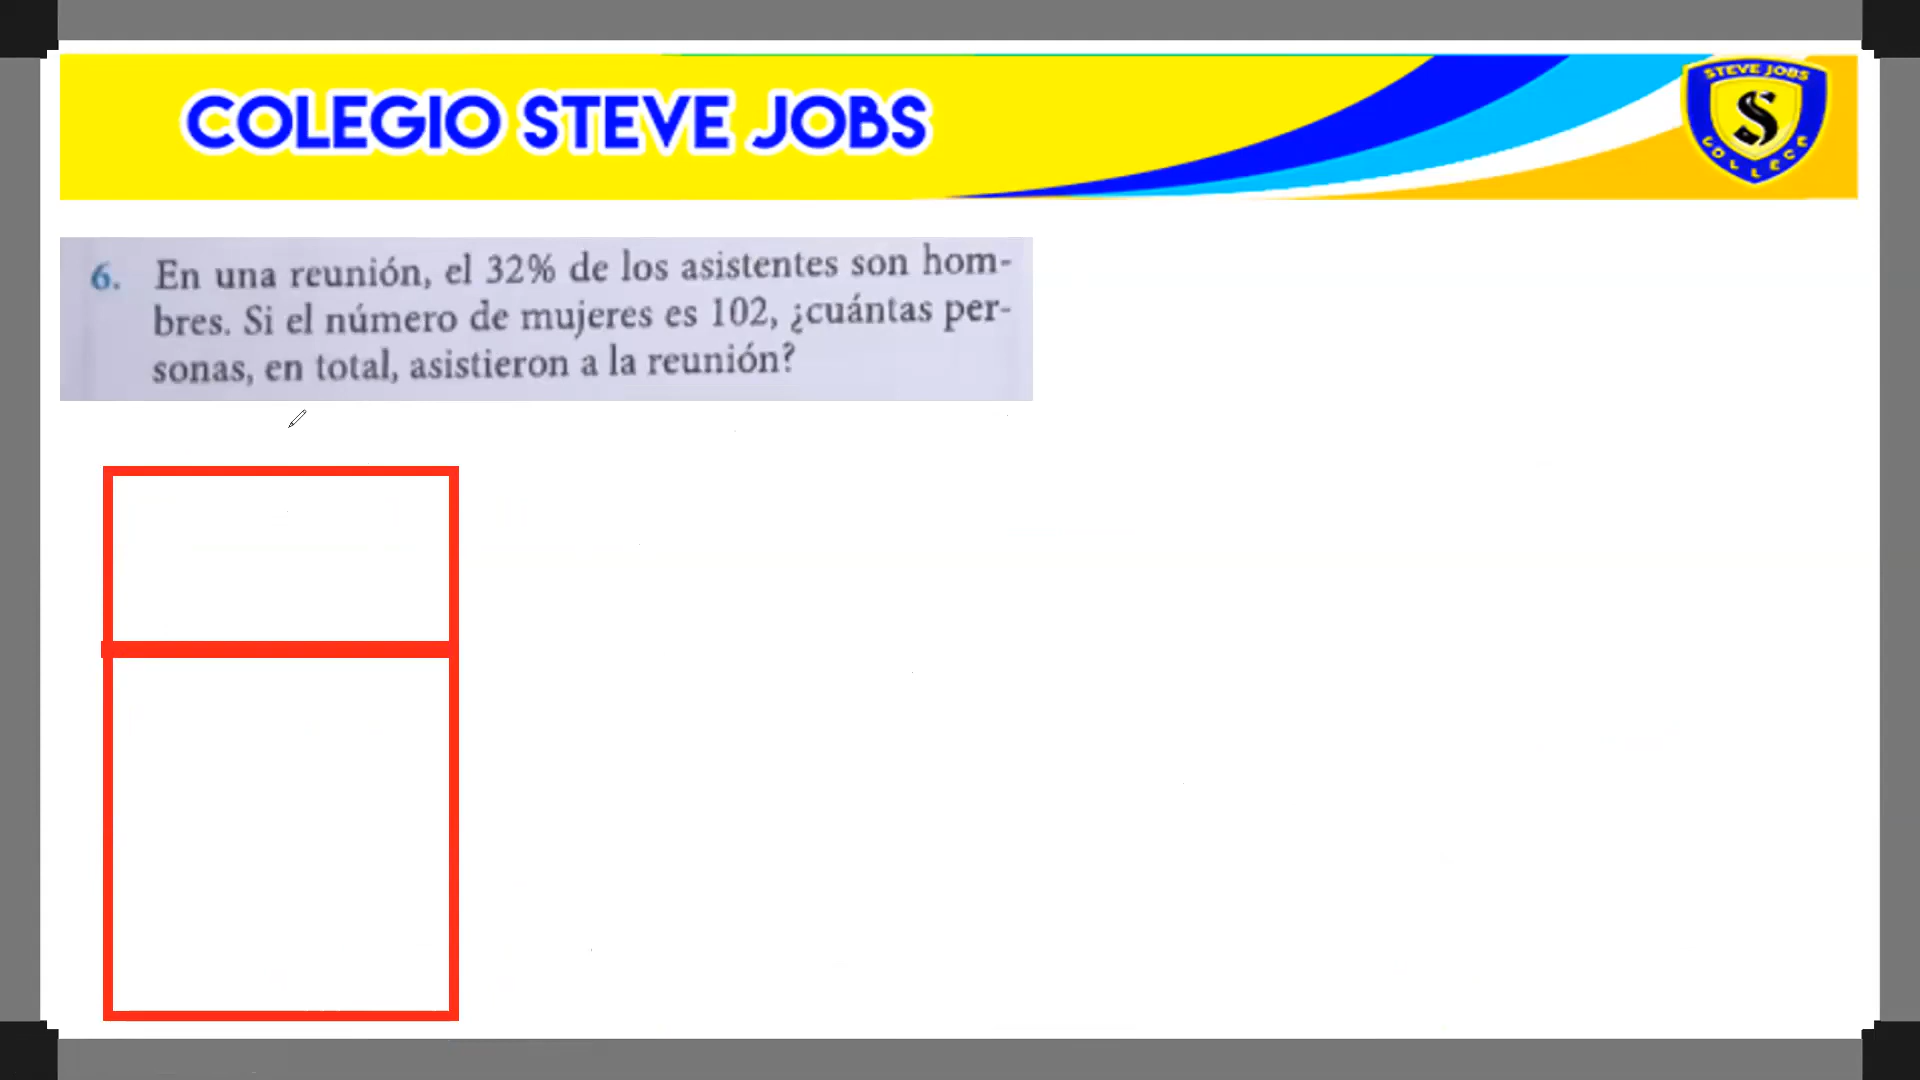 COLEGIO STEVE JOBS
STEVE JOBS
S
COLLEGE
6. En una reunión, el 32% de los asistentes son hom-
bres. Si el número de mujeres es 102, ¿cuántas per-
sonas, en total, asistieron a la reunión?